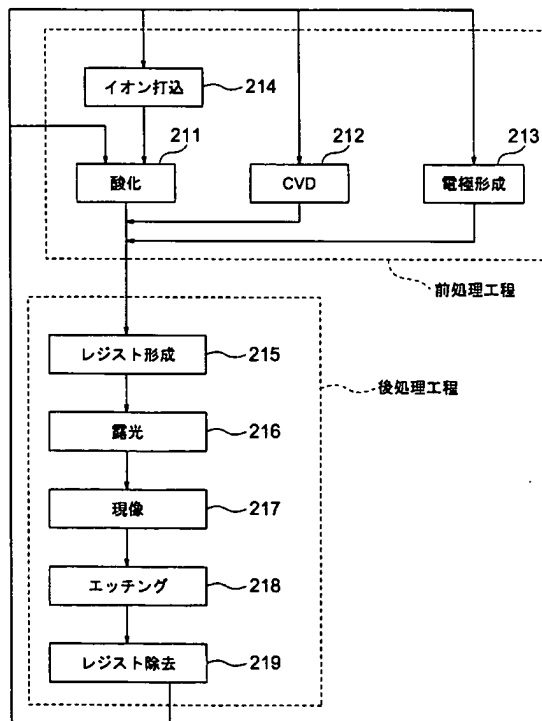 イオン打込
214
211
212
213
酸化
CVD
電極形成
前処理工程
レジスト形成
215
後処理工程
露光
216
現像
217
エッチング
218
レジスト除去
219